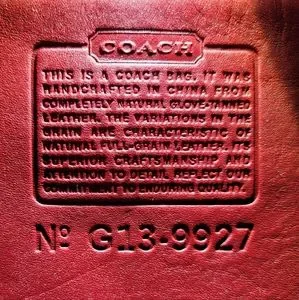 COACH
THIS IS A COACH BAG. IT WAS
HANDCRAFTED IN CHINA FROM
COMPLETELY NATURAL GLOVE-TANNED
LEATHER. THE VARIATIONS IN THE
GRAIN ARE CHARACTERISTIC OF
NATURAL FULL-GRAIN LEATHER. ITS
SUPERIOR CRAFTSMANSHIP AND
ATTENTION TO DETAIL REFLECT OUR
COMMITMENT TO ENDURING QUALITY.
Nº G13-9927